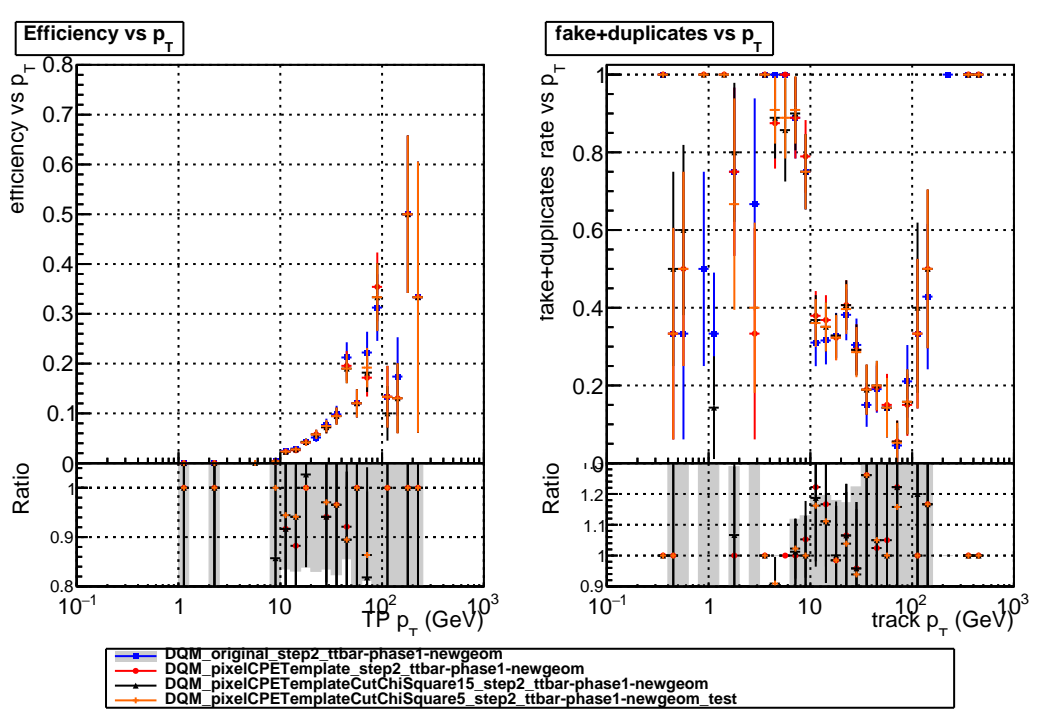 Efficiency vs p_T
fake+duplicates vs p_T
efficiency vs p_T
0.8
0.7
0.6
0.5
0.4
0.3
0.2
0.1
0
Ratio
1
0.9
0.8
10^−1
1
10
10^2
10^3
TP p_T (GeV)
fake+duplicates rate vs p_T
1
0.8
0.6
0.4
0.2
0
Ratio
1.2
1.1
1
0.9
10^−1
1
10
10^2
10^3
track p_T (GeV)
DQM_original_step2_ttbar-phase1-newgeom
DQM_pixelCPETemplate_step2_ttbar-phase1-newgeom
DQM_pixelCPETemplateCutChiSquare15_step2_ttbar-phase1-newgeom
DQM_pixelCPETemplateCutChiSquare5_step2_ttbar-phase1-newgeom_test